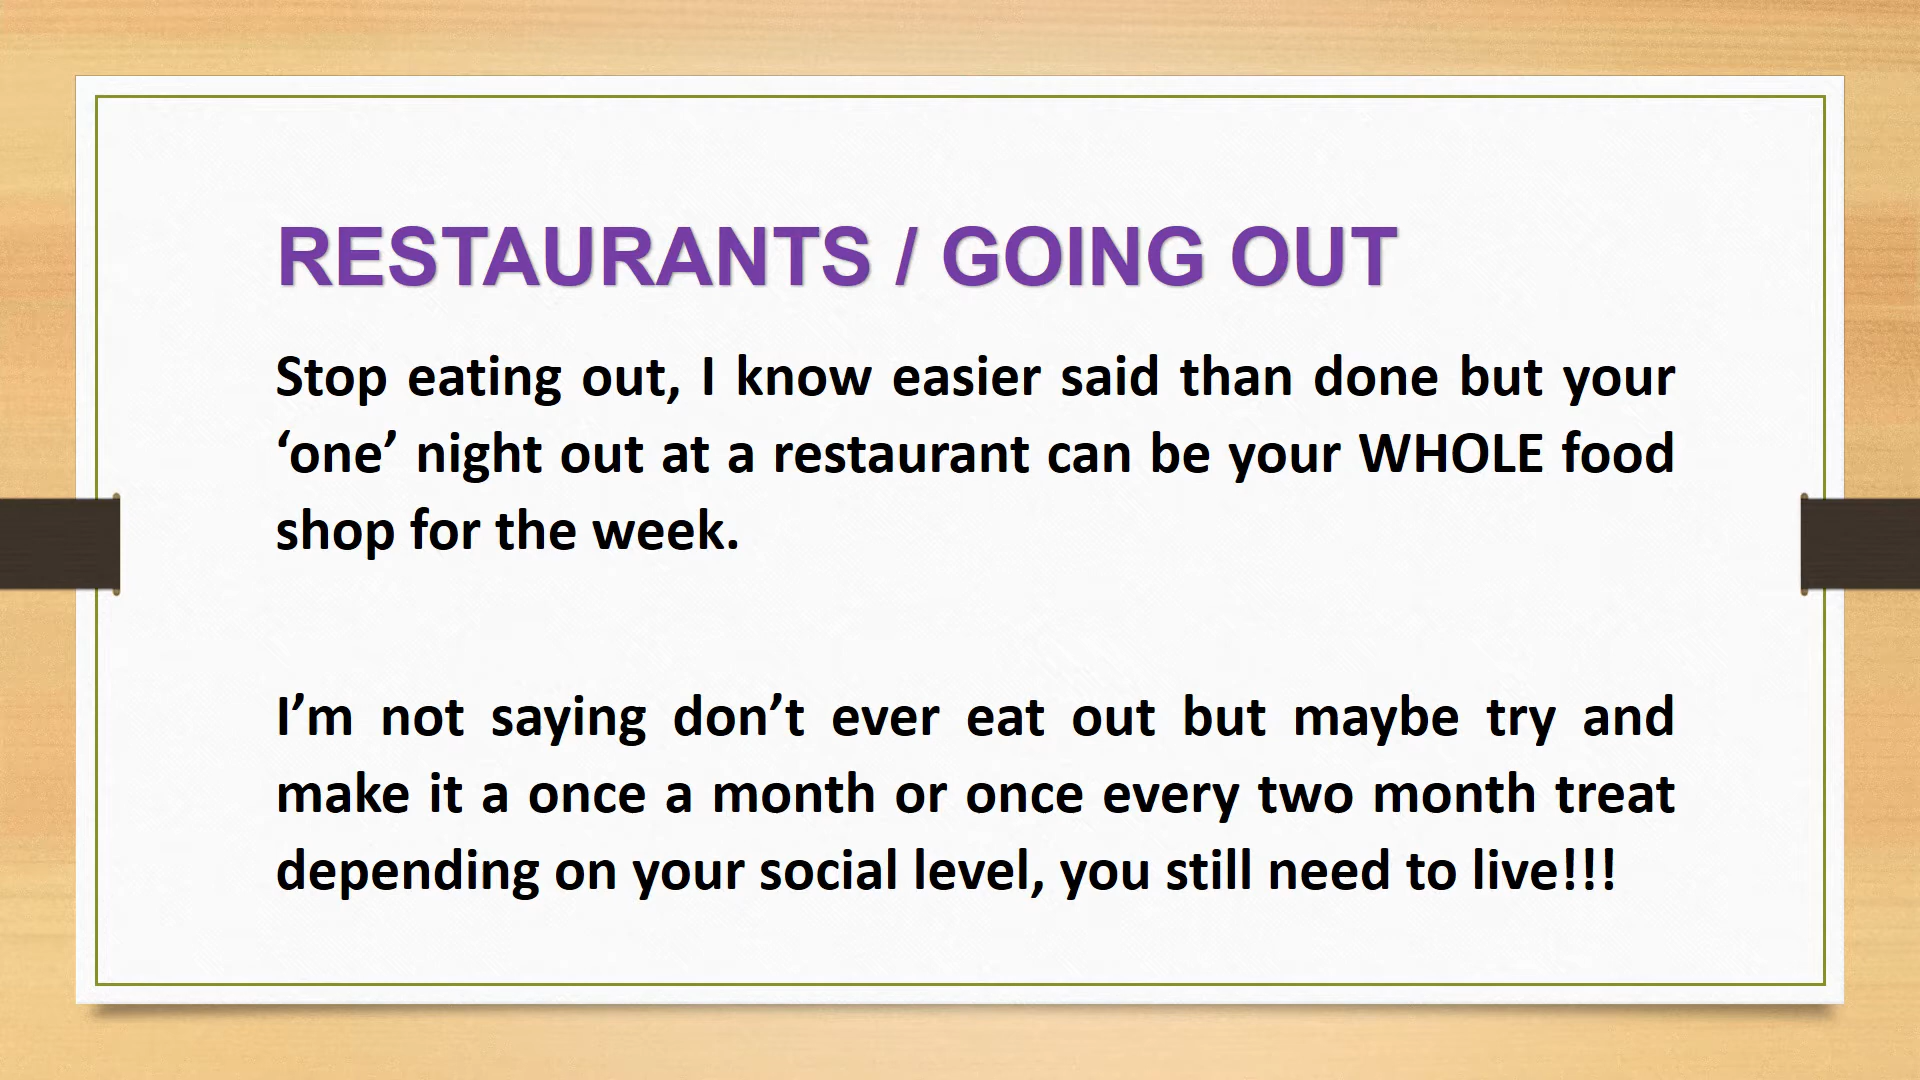 RESTAURANTS / GOING OUT
Stop eating out, I know easier said than done but your
‘one’ night out at a restaurant can be your WHOLE food
shop for the week.
I’m not saying don’t ever eat out but maybe try and
make it a once a month or once every two month treat
depending on your social level, you still need to live!!!